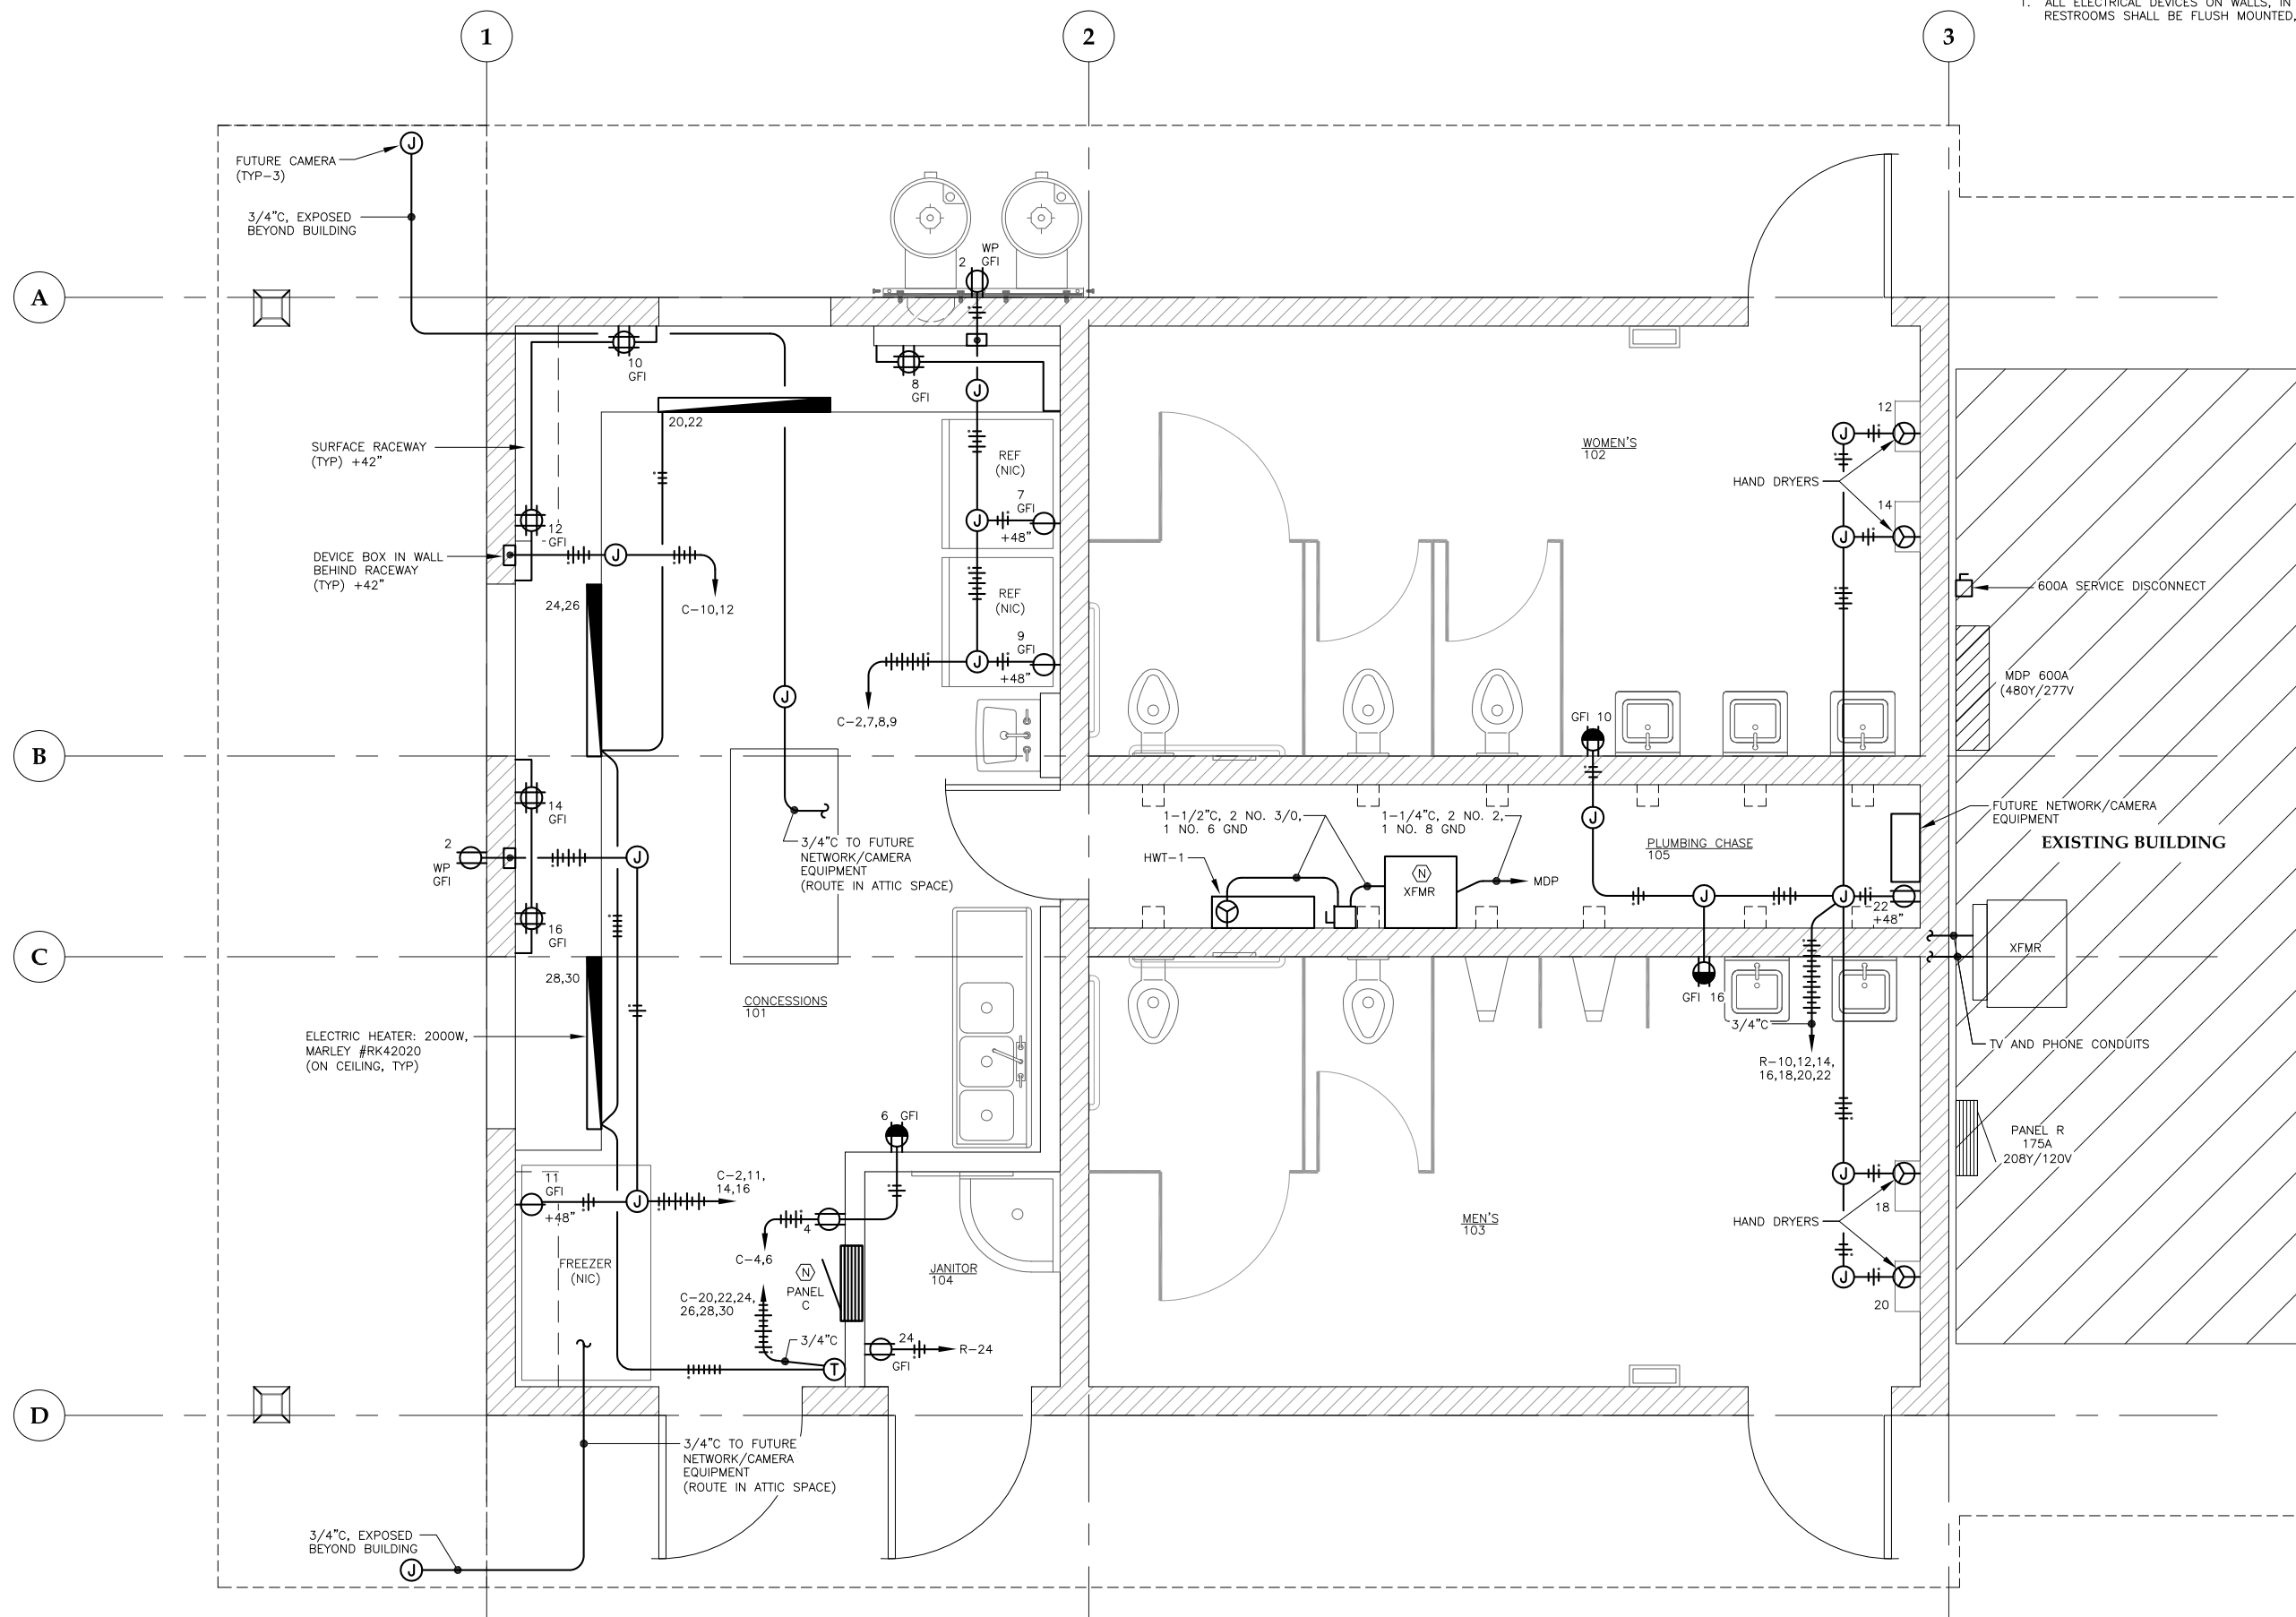 1. ALL ELECTRICAL DEVICES ON WALLS, IN
RESTROOMS SHALL BE FLUSH MOUNTED,
1
2
3
J
FUTURE CAMERA
(TYP-3)
3/4"C, EXPOSED
BEYOND BUILDING
WP
GFI
2
A
10
GFI
8
GFI
J
20,22
12
J
J
SURFACE RACEWAY
(TYP) +42"
REF
(NIC)
WOMEN'S
102
HAND DRYERS
7
GFI
J
+48"
14
J
12
GFI
DEVICE BOX IN WALL
BEHIND RACEWAY
(TYP) +42"
J
C-10,12
24,26
REF
(NIC)
600A SERVICE DISCONNECT
9
GFI
J
+48"
MDP 600A
(480Y/277V
J
C-2,7,8,9
GFI 10
B
14
GFI
2
WP
GFI
J
16
GFI
3/4"C TO FUTURE
NETWORK/CAMERA
EQUIPMENT
(ROUTE IN ATTIC SPACE)
1-1/2"C, 2 NO. 3/0,
1 NO. 6 GND
1-1/4"C, 2 NO. 2,
1 NO. 8 GND
HWT-1
N
XFMR
MDP
J
PLUMBING CHASE
105
FUTURE NETWORK/CAMERA
EQUIPMENT
EXISTING BUILDING
J
J
22
+48"
C
XFMR
28,30
CONCESSIONS
101
GFI 16
3/4"C
TV AND PHONE CONDUITS
ELECTRIC HEATER: 2000W,
MARLEY #RK42020
(ON CEILING, TYP)
R-10,12,14,
16,18,20,22
6 GFI
PANEL R
175A
208Y/120V
11
GFI
+48"
J
C-2,11,
14,16
J
18
4
C-4,6
MEN'S
103
HAND DRYERS
FREEZER
(NIC)
N
PANEL
C
JANITOR
104
J
20
C-20,22,24,
26,28,30
3/4"C
T
24
GFI
R-24
D
3/4"C TO FUTURE
NETWORK/CAMERA
EQUIPMENT
(ROUTE IN ATTIC SPACE)
3/4"C, EXPOSED
BEYOND BUILDING
J